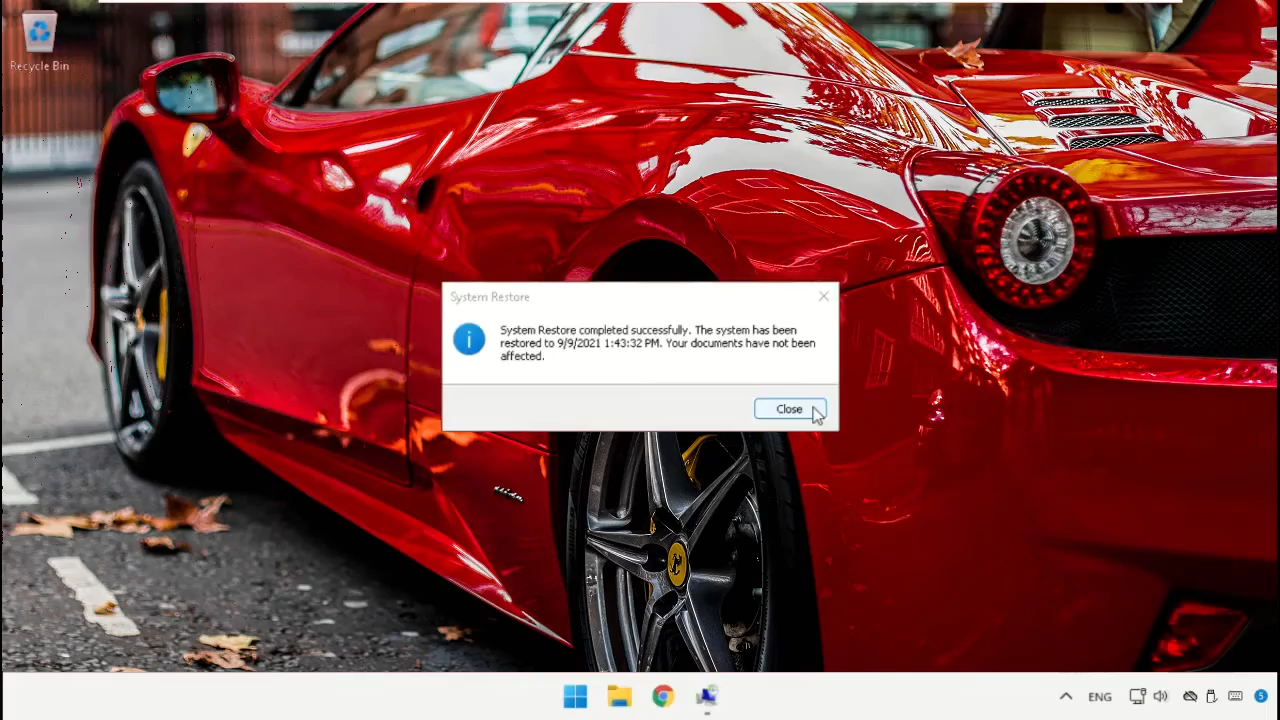 Recycle Bin
System Restore
System Restore completed successfully. The system has been
restored to 9/9/2021 1:43:32 PM. Your documents have not been
affected.
Close
ENG
5